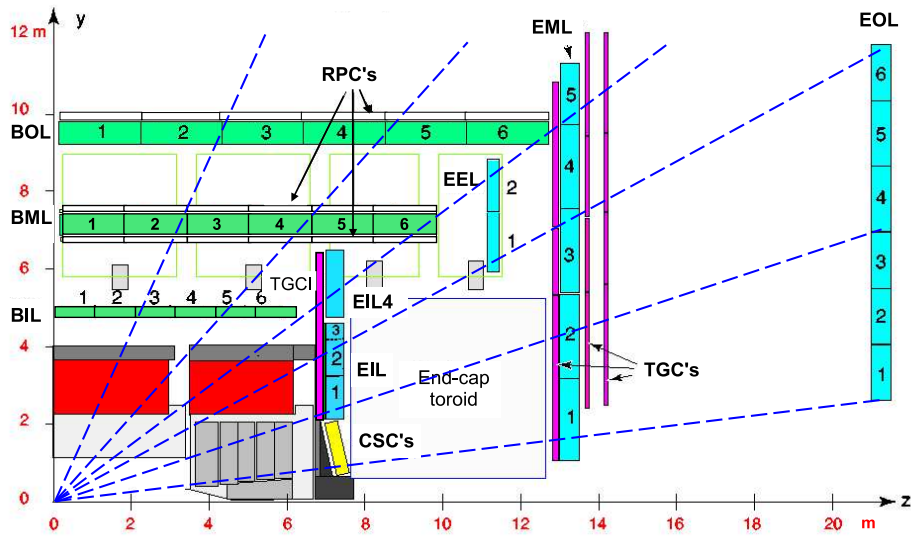 y
12 m
EOL
EML
RPC's
5
6
10
BOL
1 2 3 4 5 6
5
4
EEL
2
8
4
BML
1 2 3 4 5 6
1
3
3
6
TGCI
1 2 3 4 5 6
EIL4
BIL
2
2
4
3
2
EIL
End-cap
toroid
TGC's
1
1
1
2
CSC's
0
z
0 2 4 6 8 10 12 14 16 18 20 m